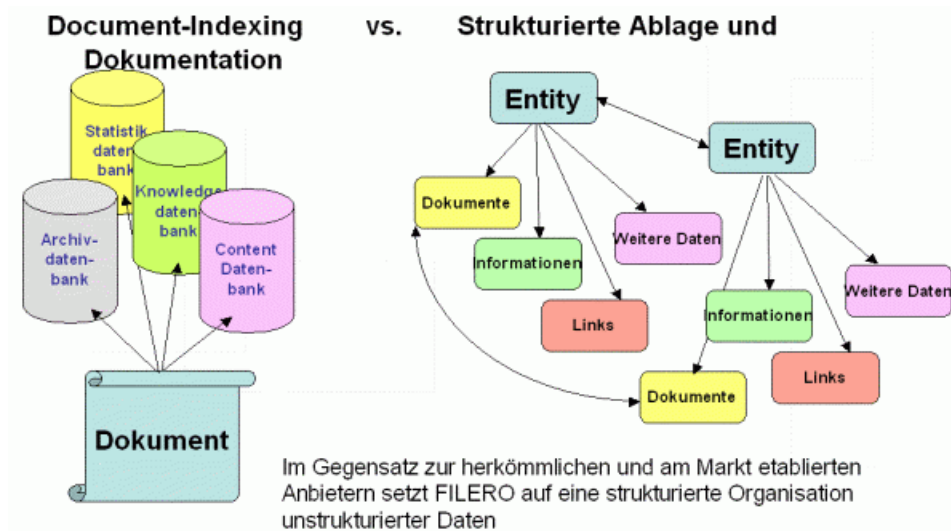 Document-Indexing vs. Strukturierte Ablage und
Dokumentation
Statistik
daten
bank
Knowledge
daten
bank
Archiv-
daten-
bank
Content
Daten-
bank
Dokument
Entity
Entity
Dokumente
Informationen
Weitere Daten
Links
Informationen
Weitere Daten
Links
Dokumente
Im Gegensatz zur herkömmlichen und am Markt etablierten
Anbietern setzt FILERO auf eine strukturierte Organisation
unstrukturierter Daten